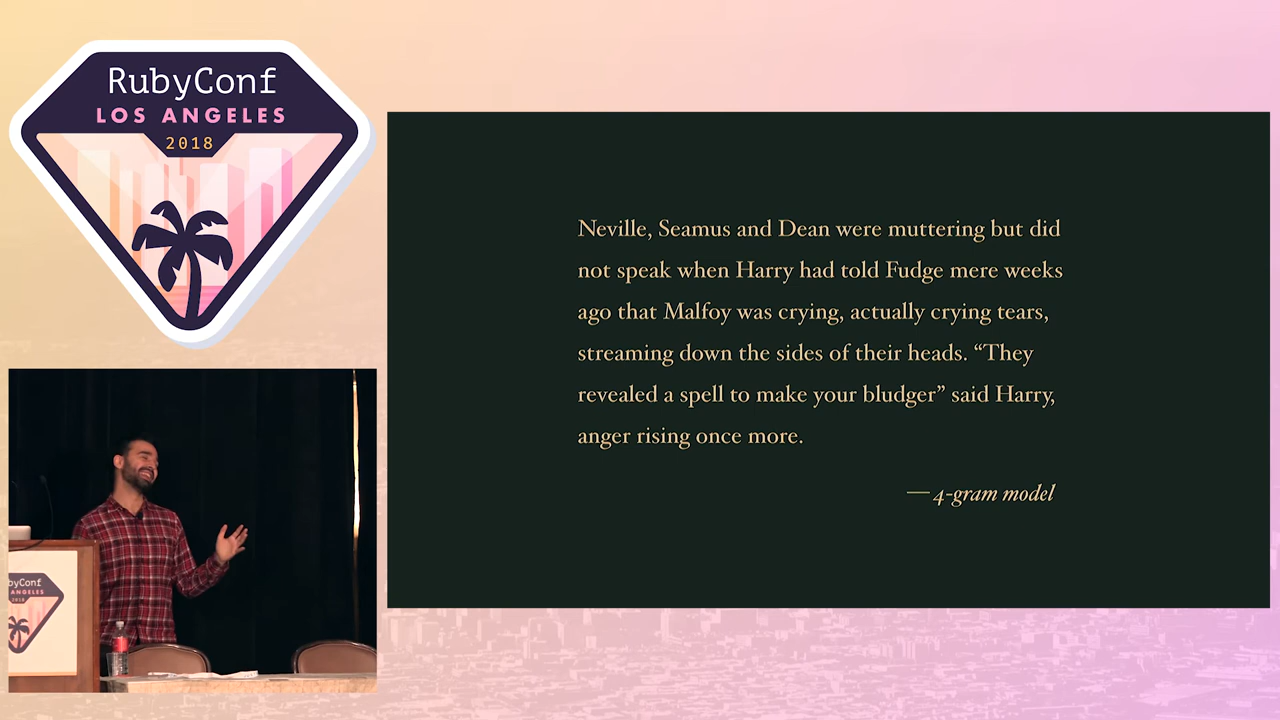 RubyConf
LOS ANGELES
2018
Neville, Seamus and Dean were muttering but did
not speak when Harry had told Fudge mere weeks
ago that Malfoy was crying, actually crying tears,
streaming down the sides of their heads. “They
revealed a spell to make your bludger” said Harry,
anger rising once more.
— 4-gram model
byConf
ANGELES
2018